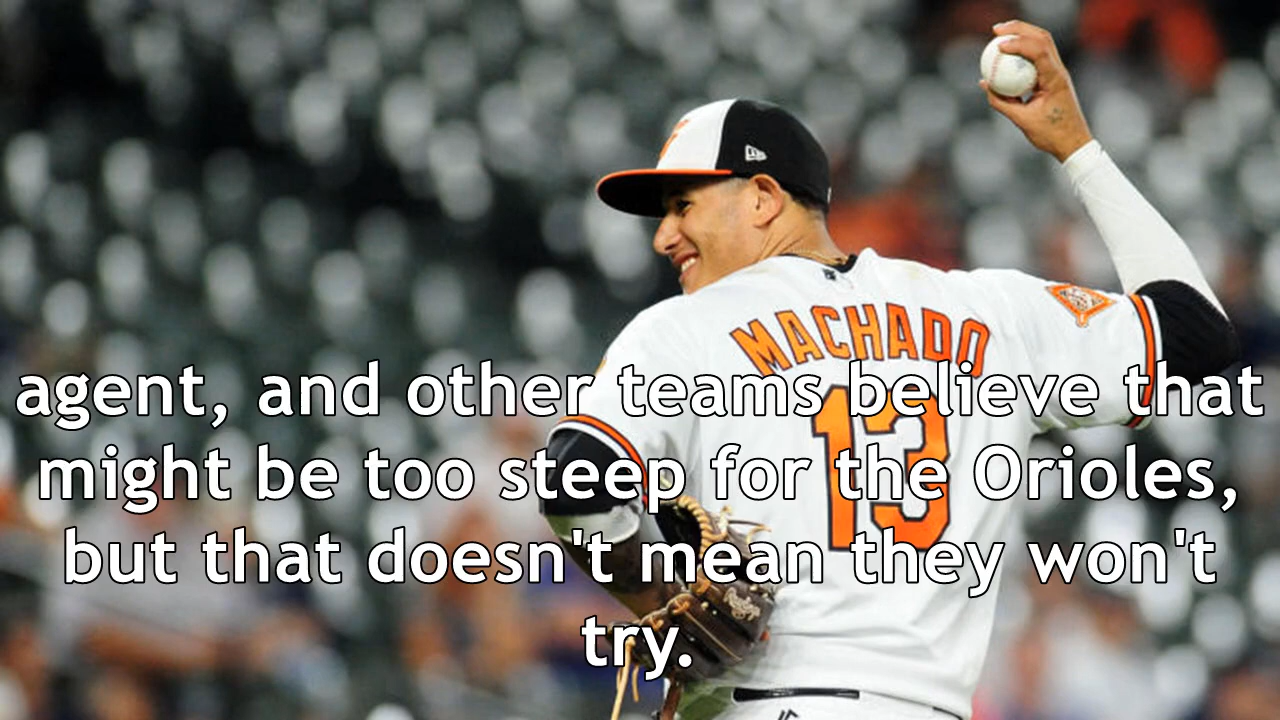 MACHADO
13
agent, and other teams believe that
might be too steep for the Orioles,
but that doesn't mean they won't
try.
Rawlings